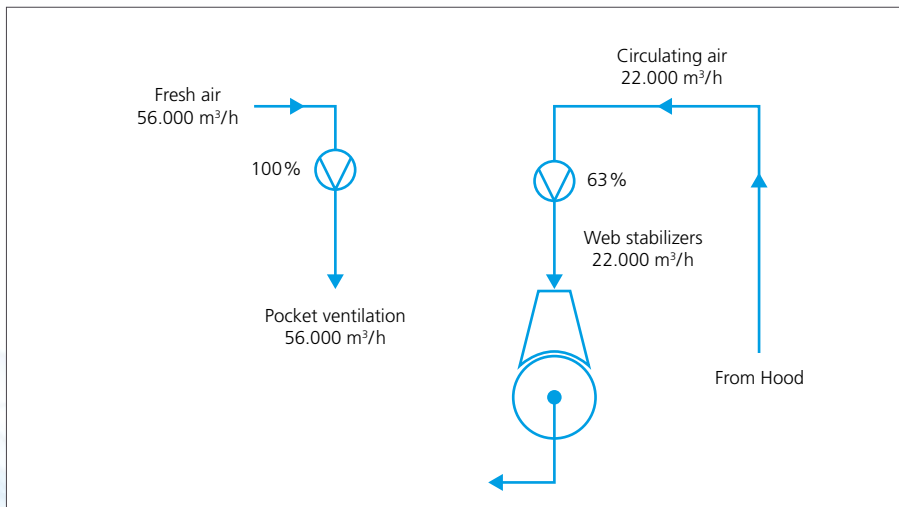 Circulating air
22.000 m³/h
Fresh air
56.000 m³/h
100%
63%
Web stabilizers
22.000 m³/h
Pocket ventilation
56.000 m³/h
From Hood